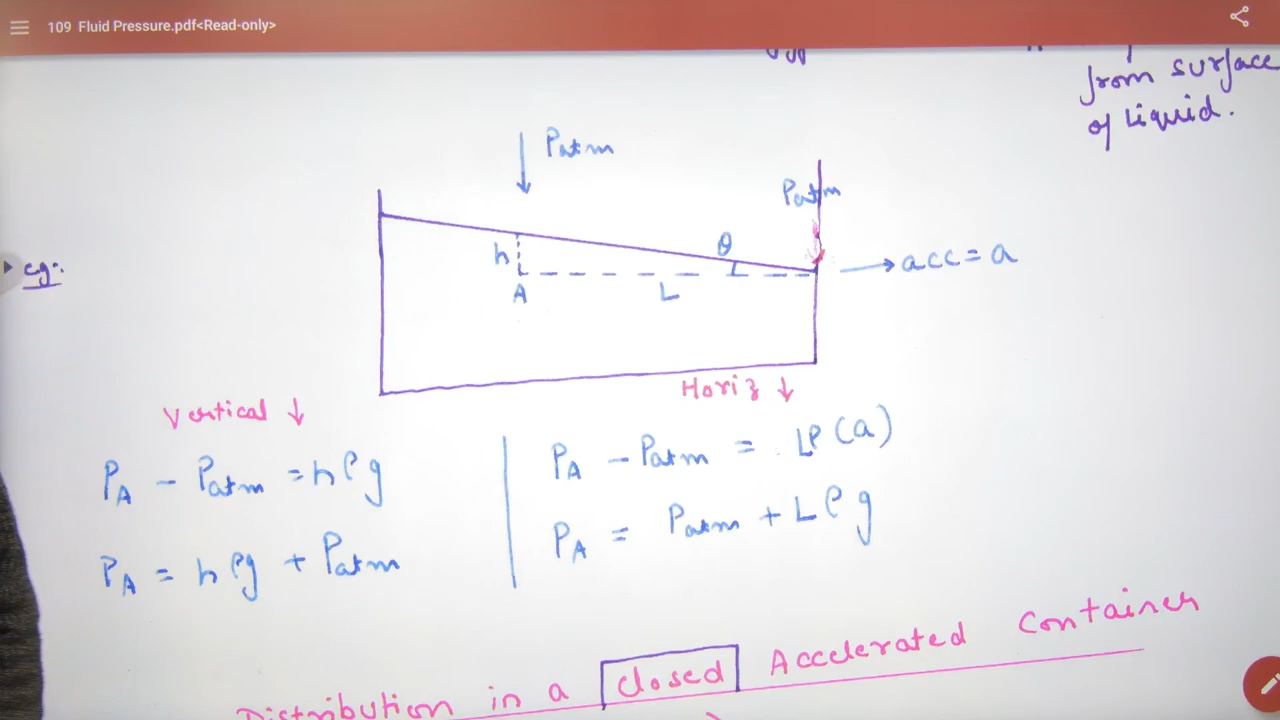 109 Fluid Pressure.pdf<Read-only>
from surface
of liquid.
Patm
Patm
eg:
h
θ
acc = a
A
L
Horiz ↓
Vertical ↓
PA - Patm = hρg
PA - Patm = Lρ(a)
PA = hρg + Patm
PA = Patm + Lρg
Distribution in a closed Accelerated Container